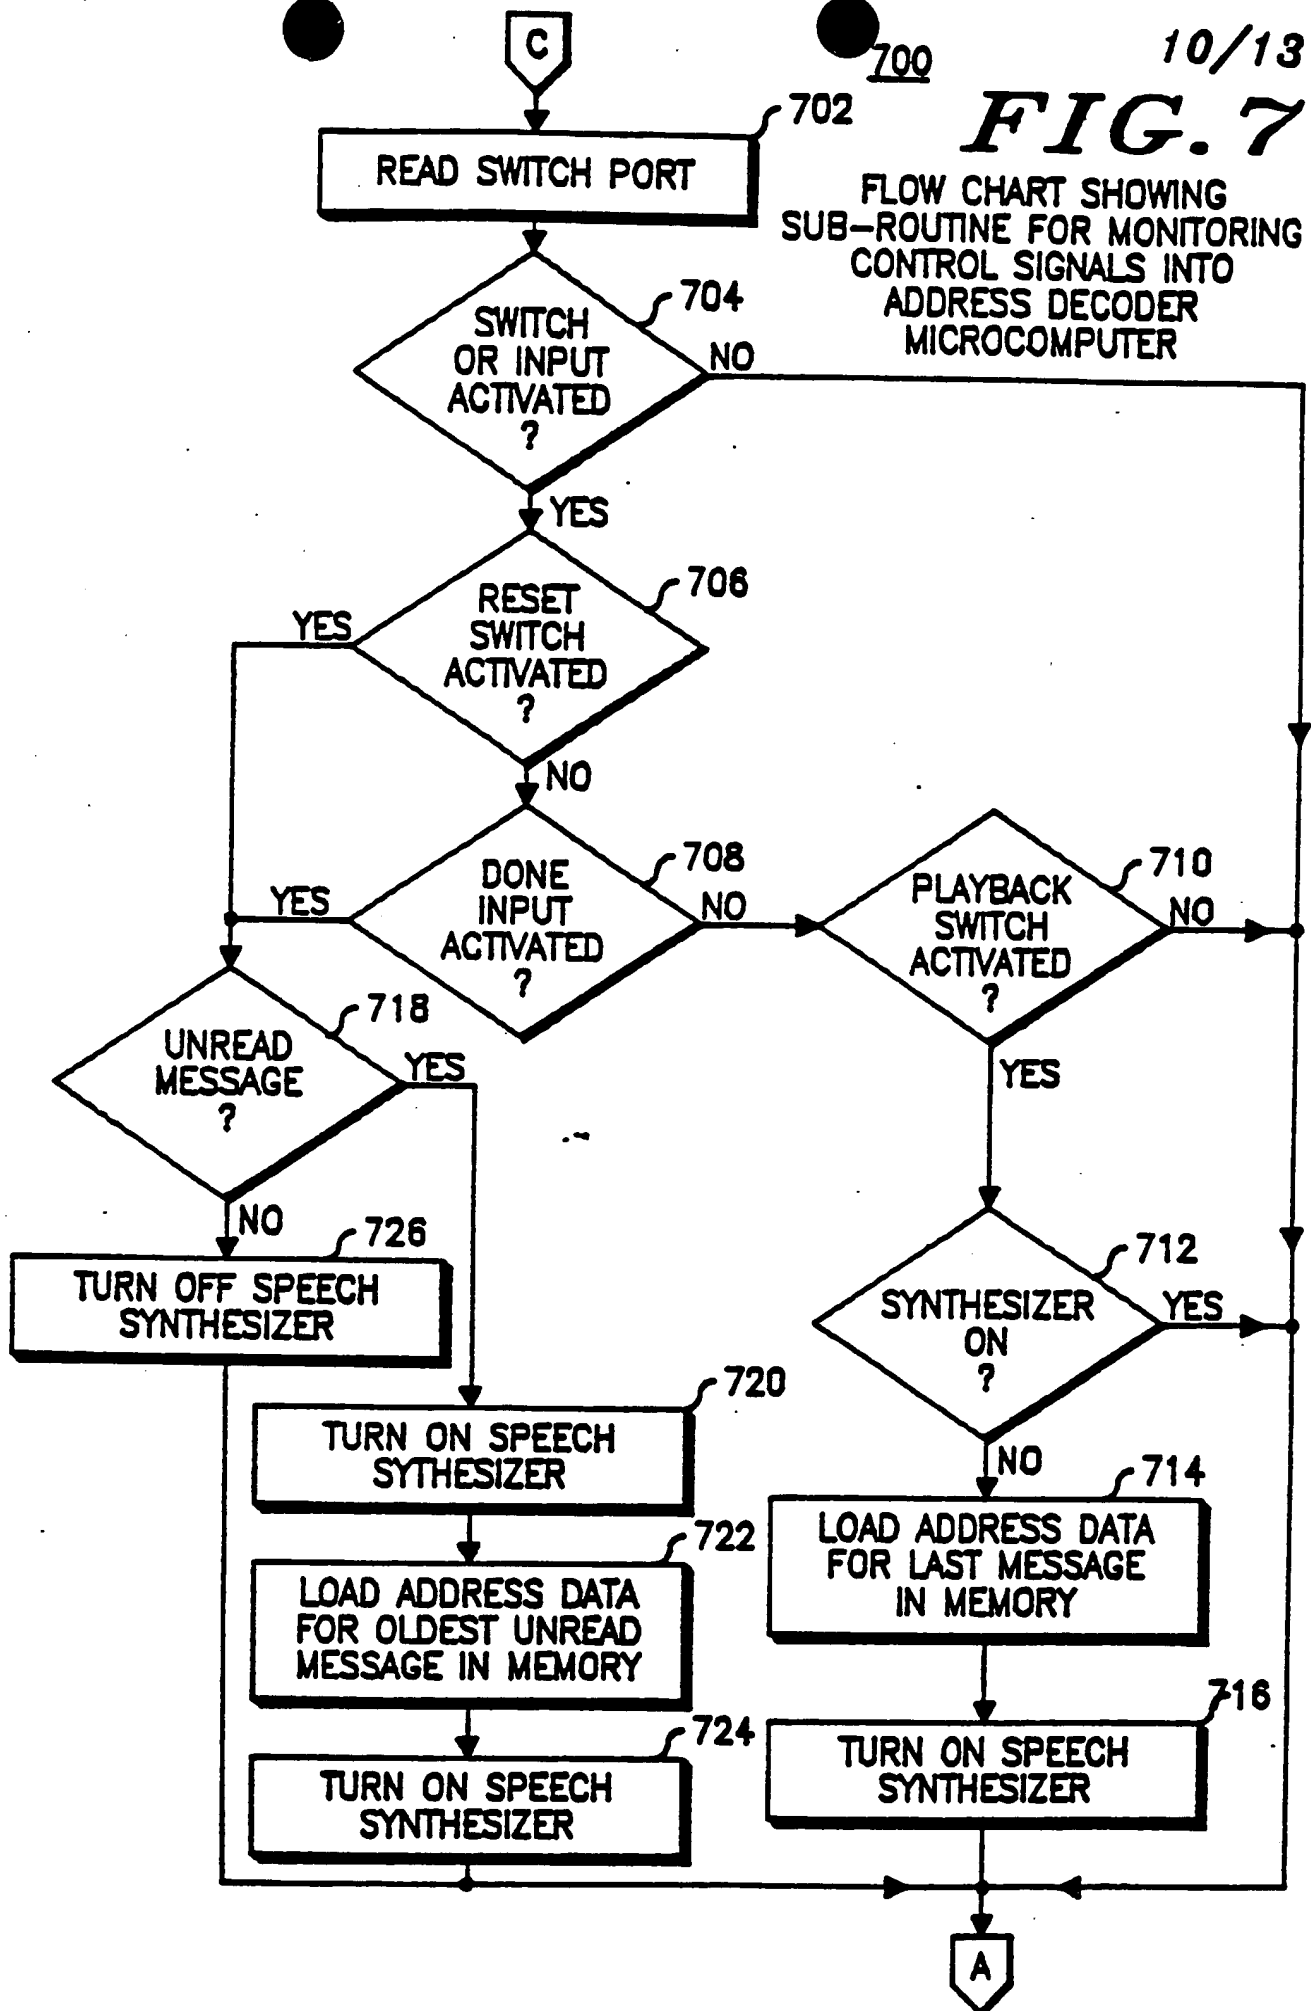 C
700
10/13
FIG. 7
FLOW CHART SHOWING
SUB-ROUTINE FOR MONITORING
CONTROL SIGNALS INTO
ADDRESS DECODER
MICROCOMPUTER
702
READ SWITCH PORT
704
SWITCH
OR INPUT
ACTIVATED
?
NO
YES
706
RESET
SWITCH
ACTIVATED
?
YES
NO
708
DONE
INPUT
ACTIVATED
?
YES
NO
710
PLAYBACK
SWITCH
ACTIVATED
?
NO
YES
718
UNREAD
MESSAGE
?
YES
NO
726
TURN OFF SPEECH
SYNTHESIZER
712
SYNTHESIZER
ON
?
YES
NO
720
TURN ON SPEECH
SYTHESIZER
714
LOAD ADDRESS DATA
FOR LAST MESSAGE
IN MEMORY
722
LOAD ADDRESS DATA
FOR OLDEST UNREAD
MESSAGE IN MEMORY
716
TURN ON SPEECH
SYNTHESIZER
724
TURN ON SPEECH
SYNTHESIZER
A